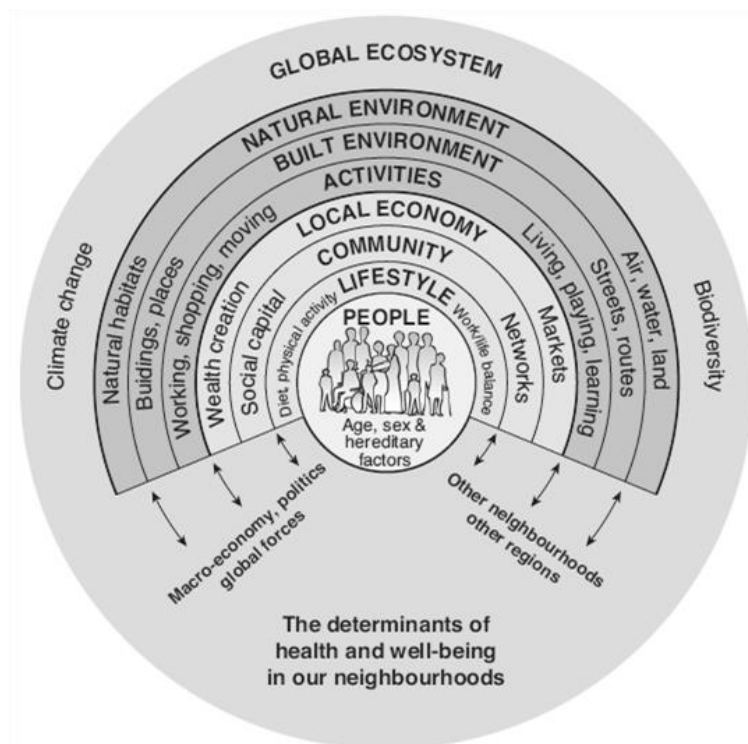 GLOBAL ECOSYSTEM
NATURAL ENVIRONMENT
BUILT ENVIRONMENT
ACTIVITIES
LOCAL ECONOMY
COMMUNITY
LIFESTYLE
PEOPLE
Age, sex &
hereditary
factors
Climate change
Natural habitats
Buidings, places
Working, shopping, moving
Wealth creation
Social capital
Diet, physical activity
Work/life balance
Networks
Markets
Living, playing, learning
Streets, routes
Air, water, land
Biodiversity
Macro-economy, politics
global forces
Other neighbourhoods
other regions
The determinants of
health and well-being
in our neighbourhoods